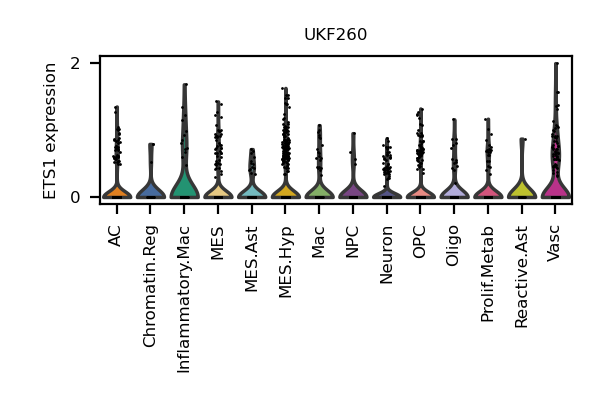 UKF260
ETS1 expression
2
0
AC
Chromatin.Reg
Inflammatory.Mac
MES
MES.Ast
MES.Hyp
Mac
NPC
Neuron
OPC
Oligo
Prolif.Metab
Reactive.Ast
Vasc